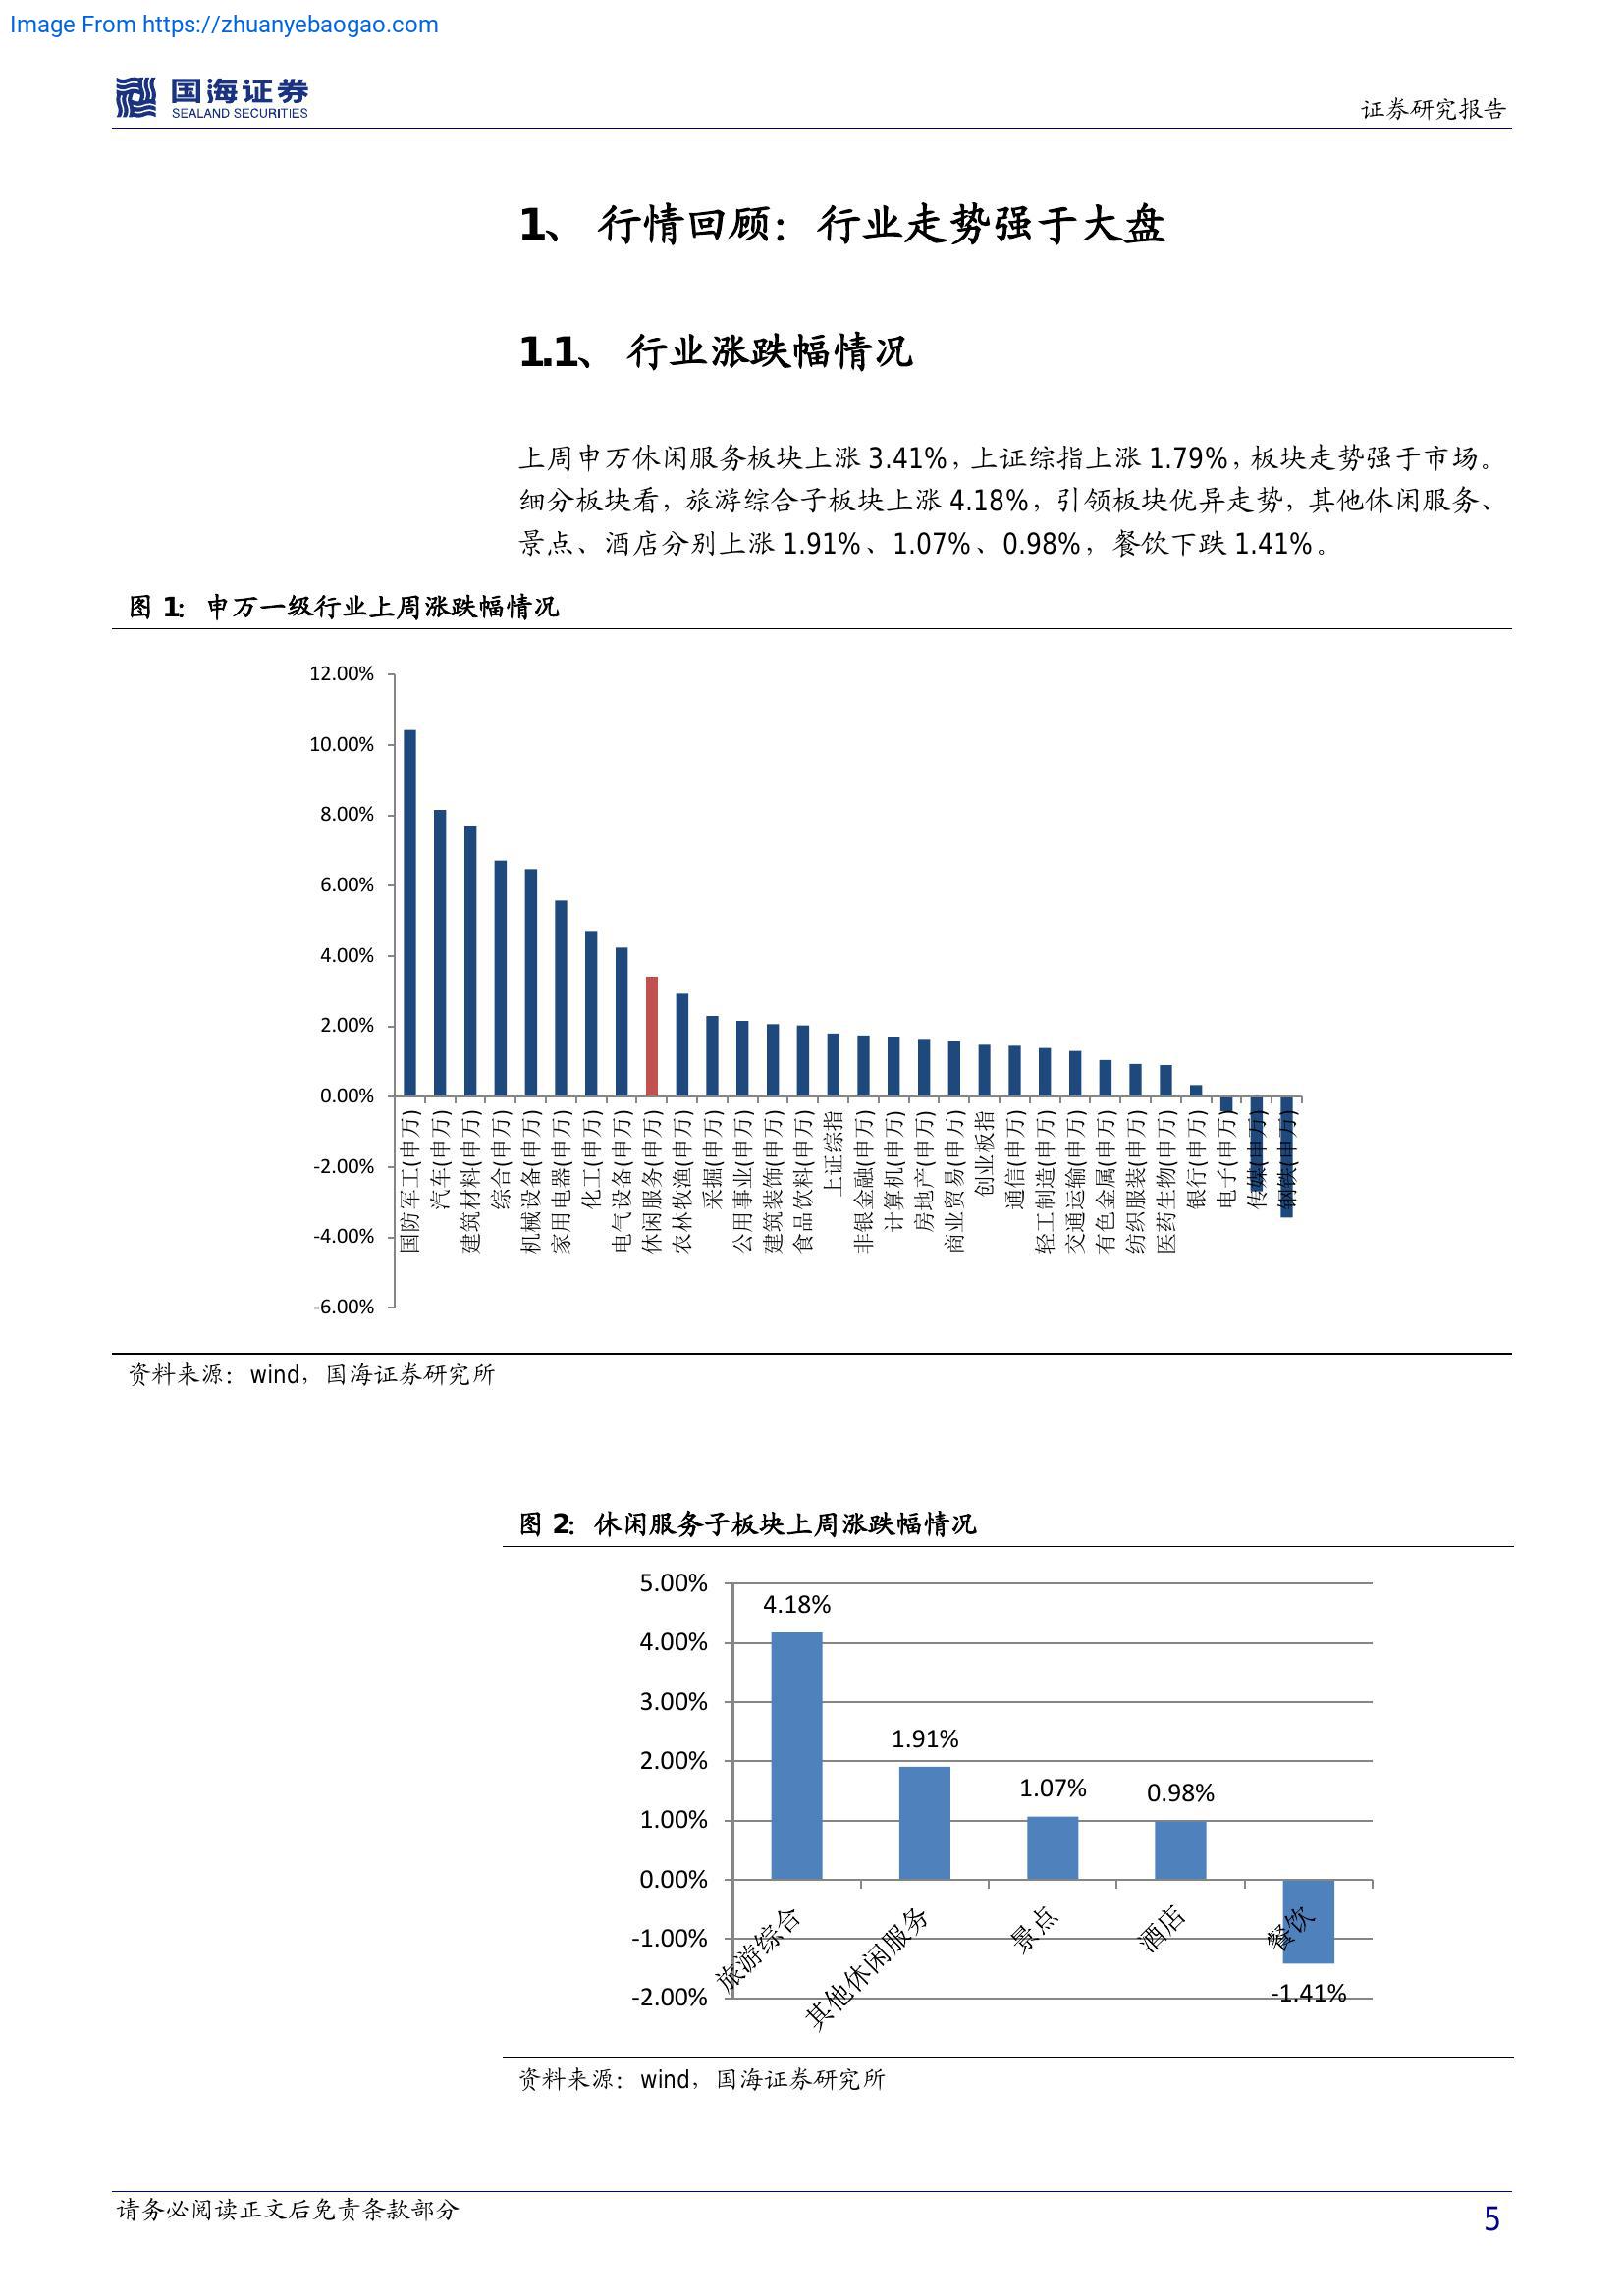 Image From https://zhuanyebaogao.com
国海证券
SEALAND SECURITIES
证券研究报告
1、 行情回顾：行业走势强于大盘
1.1、 行业涨跌幅情况
上周申万休闲服务板块上涨 3.41%，上证综指上涨 1.79%，板块走势强于市场。
细分板块看，旅游综合子板块上涨 4.18%，引领板块优异走势，其他休闲服务、
景点、酒店分别上涨 1.91%、1.07%、0.98%，餐饮下跌 1.41%。
图 1：申万一级行业上周涨跌幅情况
12.00%
10.00%
8.00%
6.00%
4.00%
2.00%
0.00%
-2.00%
-4.00%
-6.00%
国防军工(申万)
汽车(申万)
建筑材料(申万)
综合(申万)
机械设备(申万)
家用电器(申万)
化工(申万)
电气设备(申万)
休闲服务(申万)
农林牧渔(申万)
采掘(申万)
公用事业(申万)
建筑装饰(申万)
食品饮料(申万)
上证综指
非银金融(申万)
计算机(申万)
房地产(申万)
商业贸易(申万)
创业板指
通信(申万)
轻工制造(申万)
交通运输(申万)
有色金属(申万)
纺织服装(申万)
医药生物(申万)
银行(申万)
电子(申万)
传媒(申万)
钢铁(申万)
资料来源：wind，国海证券研究所
图 2：休闲服务子板块上周涨跌幅情况
5.00%
4.00%
3.00%
2.00%
1.00%
0.00%
-1.00%
-2.00%
4.18%
1.91%
1.07%
0.98%
-1.41%
旅游综合
其他休闲服务
景点
酒店
餐饮
资料来源：wind，国海证券研究所
请务必阅读正文后免责条款部分
5